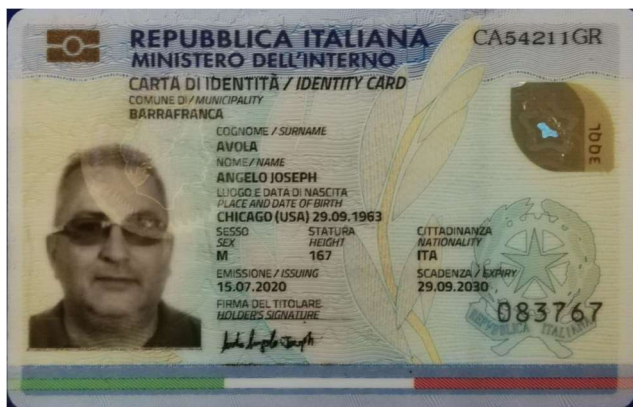 REPUBBLICA ITALIANA
CA54211GR
MINISTERO DELL'INTERNO
CARTA DI IDENTITÀ / IDENTITY CARD
COMUNE DI / MUNICIPALITY
BARRAFRANCA
COGNOME / SURNAME
AVOLA
NOME / NAME
ANGELO JOSEPH
LUOGO E DATA DI NASCITA
PLACE AND DATE OF BIRTH
CHICAGO (USA) 29.09.1963
SESSO STATURA CITTADINANZA
SEX HEIGHT NATIONALITY
M 167 ITA
EMISSIONE / ISSUING SCADENZA / EXPIRY
15.07.2020 29.09.2030
FIRMA DEL TITOLARE
HOLDER'S SIGNATURE
083767
REPUBBLICA ITALIANA
3QQL